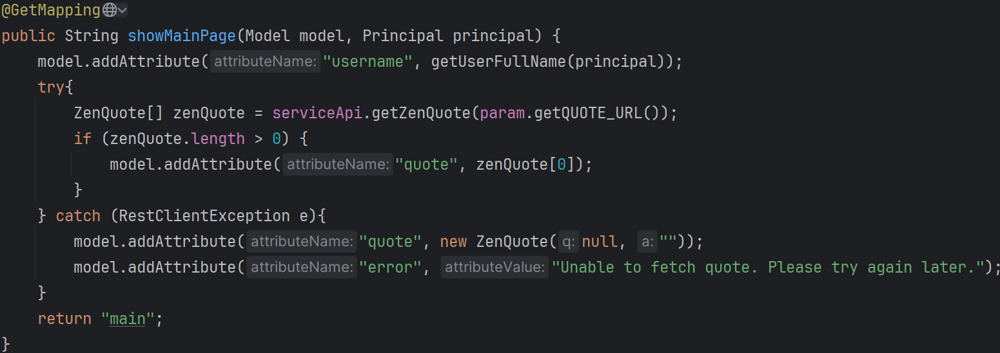 @GetMapping
public String showMainPage(Model model, Principal principal) {
model.addAttribute( attributeName: "username", getUserFullName(principal));
try{
ZenQuote[] zenQuote = serviceApi.getZenQuote(param.getQUOTE_URL());
if (zenQuote.length > 0) {
model.addAttribute( attributeName: "quote", zenQuote[0]);
}
} catch (RestClientException e){
model.addAttribute( attributeName: "quote", new ZenQuote( q: null, a: ""));
model.addAttribute( attributeName: "error", attributeValue: "Unable to fetch quote. Please try again later.");
}
return "main";
}